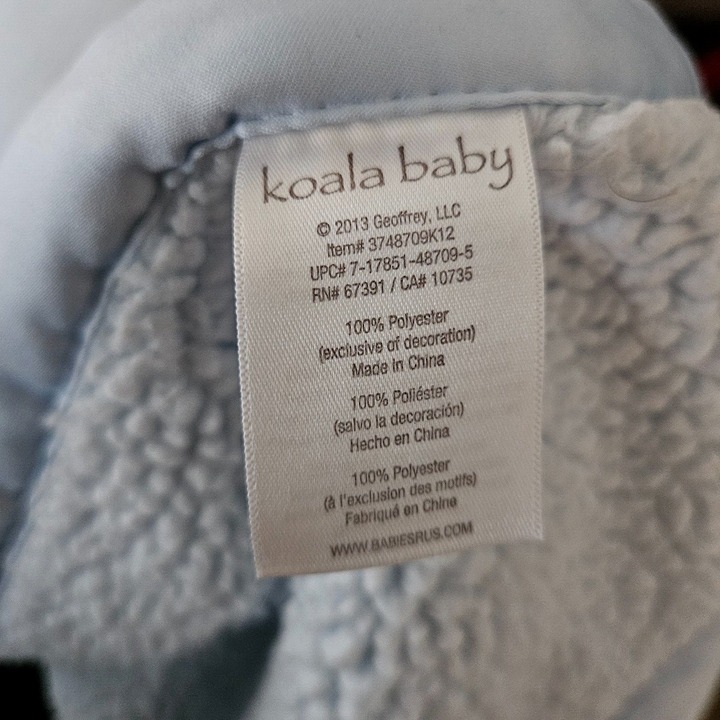 koala baby
© 2013 Geoffrey, LLC
Item# 3748709K12
UPC# 7-17851-48709-5
RN# 67391 / CA# 10735
100% Polyester
(exclusive of decoration)
Made in China
100% Poliéster
(salvo la decoración)
Hecho en China
100% Polyester
(à l'exclusion des motifs)
Fabriqué en Chine
WWW.BABIESRUS.COM